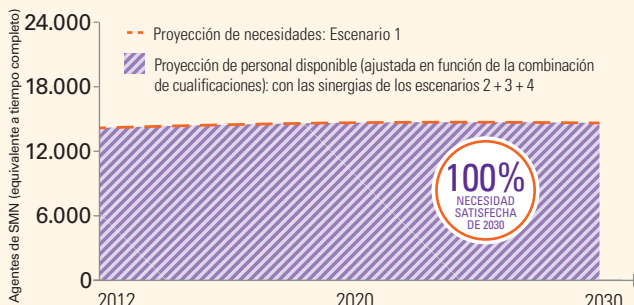 Agentes de SMN (equivalente a tiempo completo)
24.000
18.000
12.000
6.000
0
Proyección de necesidades: Escenario 1
Proyección de personal disponible (ajustada en función de la combinación
de cualificaciones): con las sinergias de los escenarios 2 + 3 + 4
100%
NECESIDAD
SATISFECHA
DE 2030
2012
2020
2030